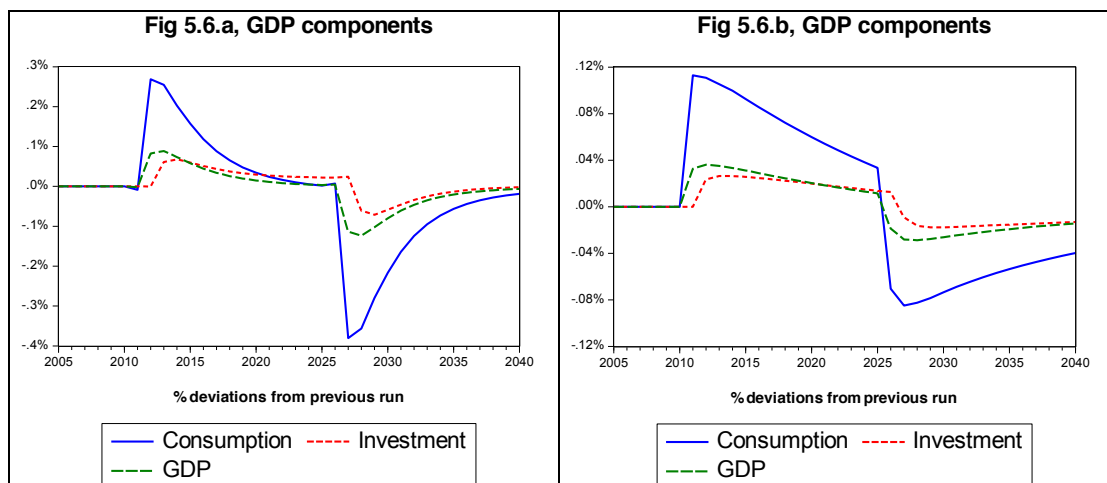 Fig 5.6.a, GDP components
.3%
.2%
.1%
.0%
-.1%
-.2%
-.3%
-.4%
2005 2010 2015 2020 2025 2030 2035 2040
% deviations from previous run
Consumption Investment
GDP
Fig 5.6.b, GDP components
.12%
.08%
.04%
.00%
-.04%
-.08%
-.12%
2005 2010 2015 2020 2025 2030 2035 2040
% deviations from previous run
Consumption Investment
GDP